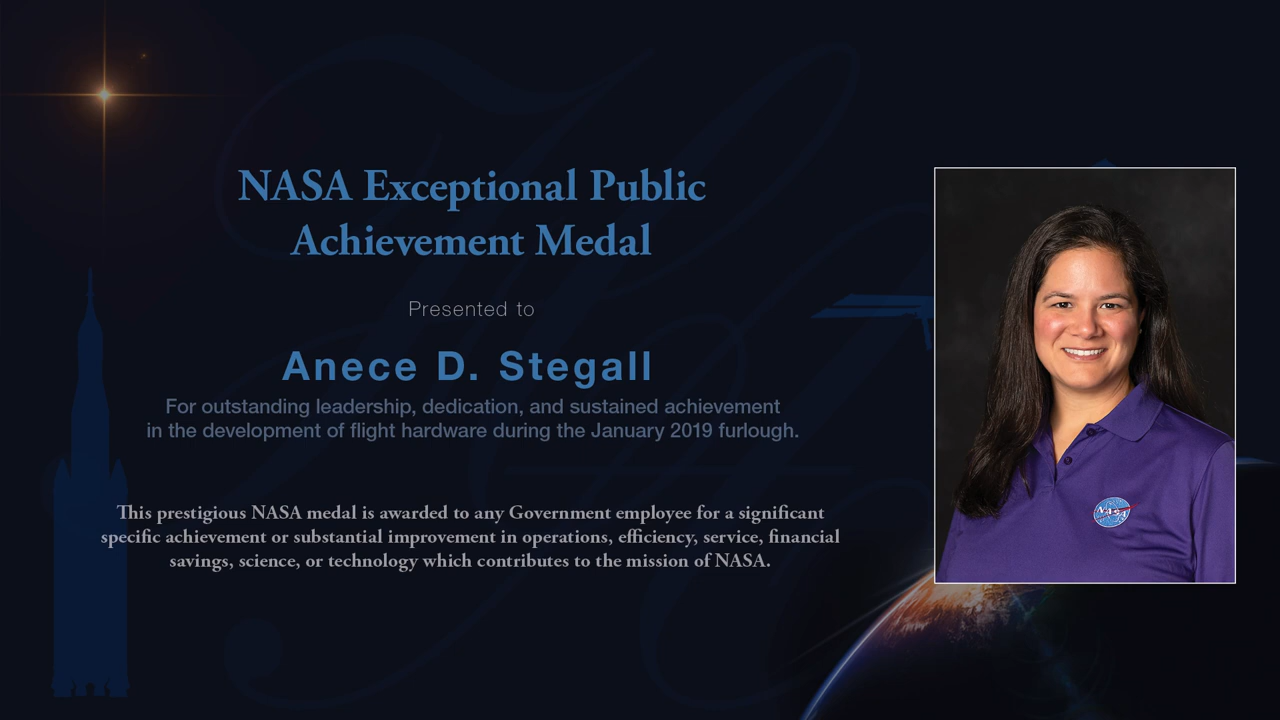 NASA Exceptional Public
Achievement Medal
Presented to
Anece D. Stegall
For outstanding leadership, dedication, and sustained achievement
in the development of flight hardware during the January 2019 furlough.
This prestigious NASA medal is awarded to any Government employee for a significant
specific achievement or substantial improvement in operations, efficiency, service, financial
savings, science, or technology which contributes to the mission of NASA.
NASA